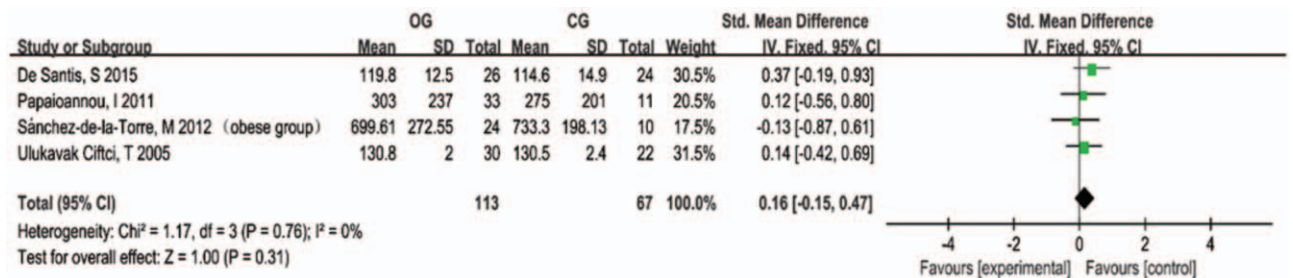 OG CG Std. Mean Difference Std. Mean Difference
Study or Subgroup Mean SD Total Mean SD Total Weight IV. Fixed. 95% CI IV. Fixed. 95% CI
De Santis, S 2015 119.8 12.5 26 114.6 14.9 24 30.5% 0.37 [-0.19, 0.93]
Papaioannou, I 2011 303 237 33 275 201 11 20.5% 0.12 [-0.56, 0.80]
Sánchez-de-la-Torre, M 2012（obese group） 699.61 272.55 24 733.3 198.13 10 17.5% -0.13 [-0.87, 0.61]
Ulukavak Ciftci, T 2005 130.8 2 30 130.5 2.4 22 31.5% 0.14 [-0.42, 0.69]
Total (95% CI) 113 67 100.0% 0.16 [-0.15, 0.47]
Heterogeneity: Chi² = 1.17, df = 3 (P = 0.76); I² = 0%
Test for overall effect: Z = 1.00 (P = 0.31)
-4 -2 0 2 4
Favours [experimental] Favours [control]